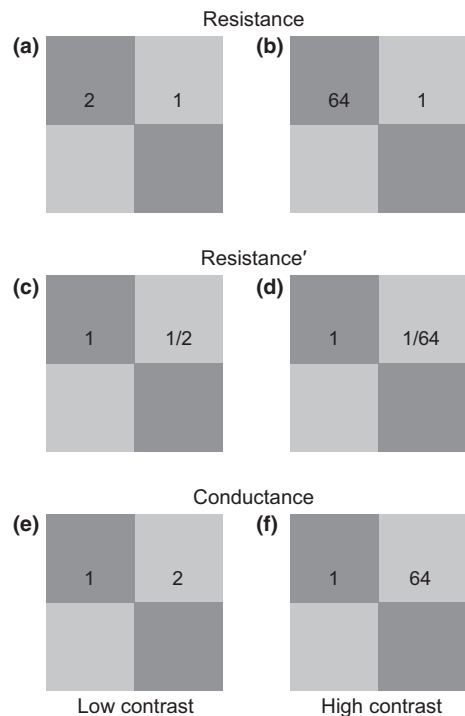 Resistance
(a) (b)
2 1 64 1
Resistance′
(c) (d)
1 1/2 1 1/64
Conductance
(e) (f)
1 2 1 64
Low contrast High contrast